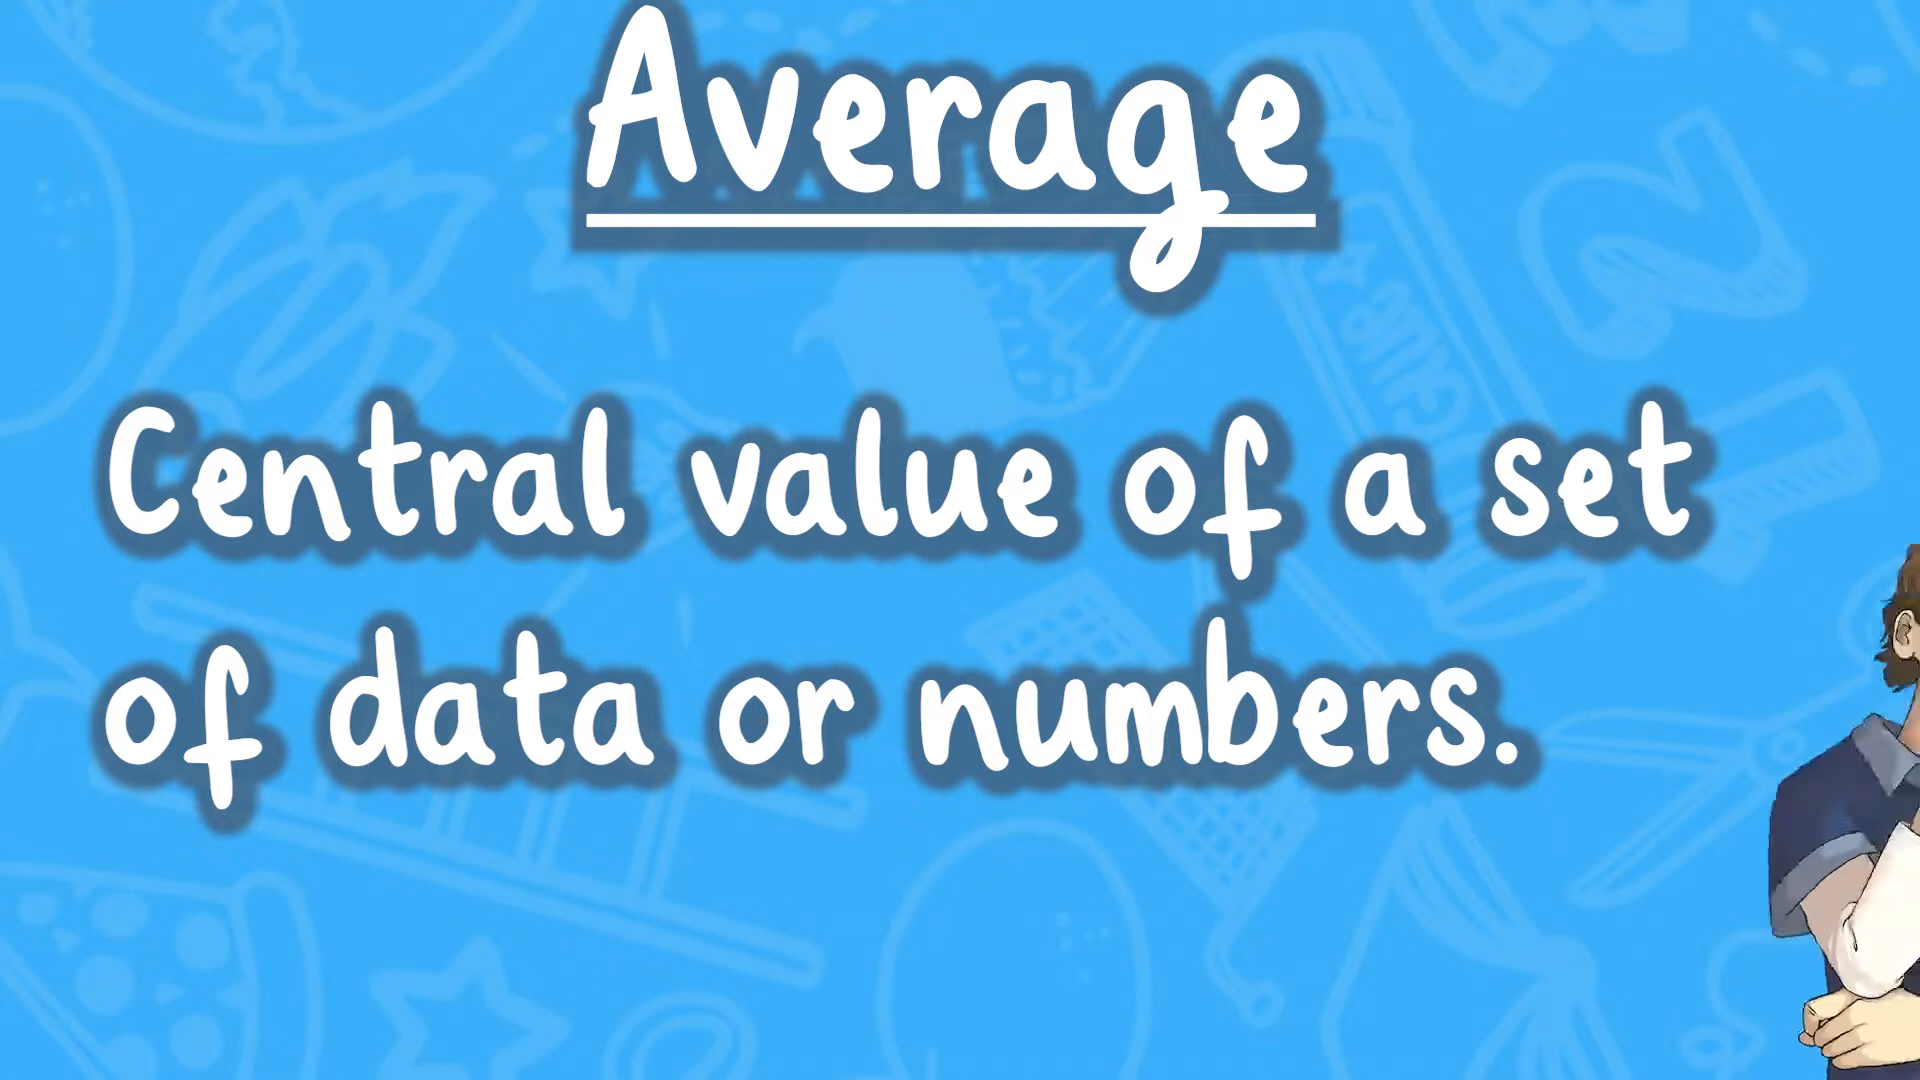 Average
Central value of a set
of data or numbers.